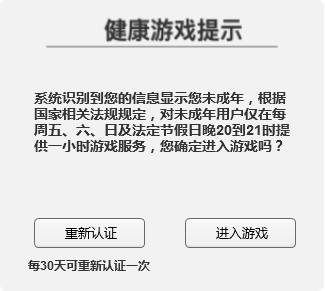 健康游戏提示
系统识别到您的信息显示您未成年，根据
国家相关法规规定，对未成年用户仅在每
周五、六、日及法定节假日晚20到21时提
供一小时游戏服务，您确定进入游戏吗？
重新认证
进入游戏
每30天可重新认证一次